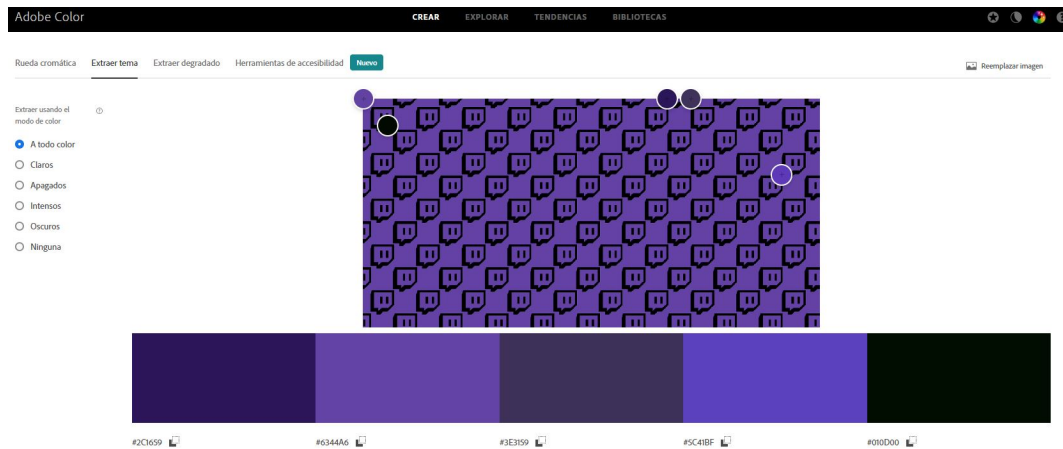 Adobe Color
CREAR EXPLORAR TENDENCIAS BIBLIOTECAS
Rueda cromática Extraer tema Extraer degradado Herramientas de accesibilidad Nuevo
Reemplazar imagen
Extraer usando el
modo de color
A todo color
Claros
Apagados
Intensos
Oscuros
Ninguna
#2C1659 #6344A6 #3E3159 #5C41BF #010D00